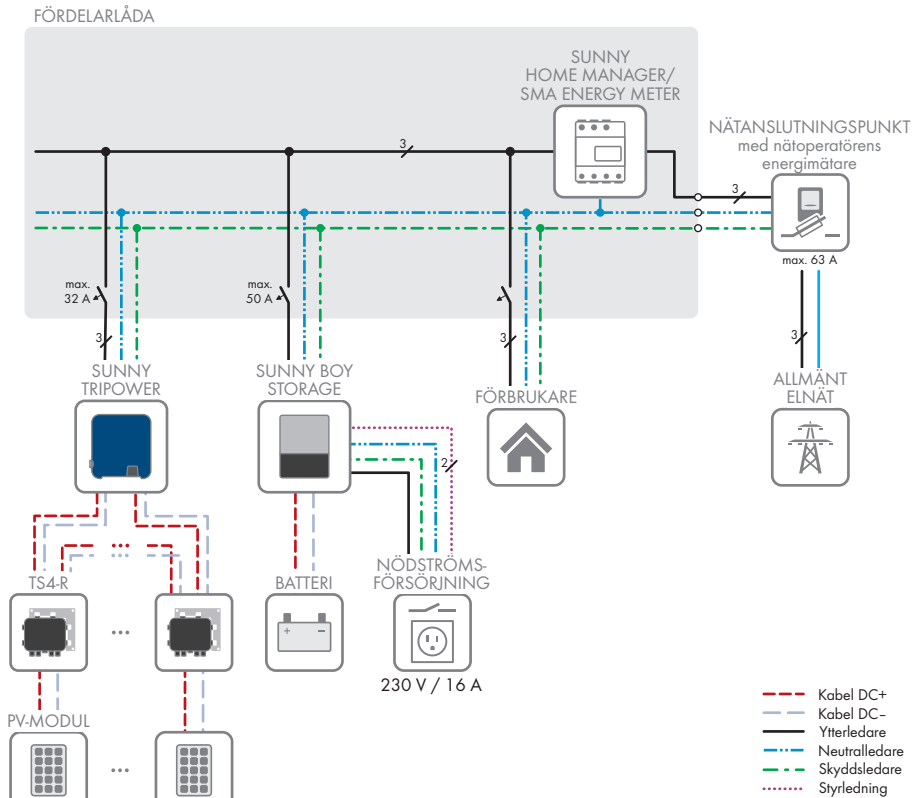 FÖRDELARLÅDA
SUNNY
HOME MANAGER/
SMA ENERGY METER
NÄTANSLUTNINGSPUNKT
med nätoperatörens
energimätare
3
3
max. 63 A
max.
32 A
max.
50 A
3
3
3
SUNNY
TRIPOWER
SUNNY BOY
STORAGE
FÖRBRUKARE
ALLMÄNT
ELNÄT
2
...
...
TS4-R
BATTERI
NÖDSTRÖMS-
FÖRSÖRJNING
...
+ −
230 V / 16 A
PV-MODUL
...
Kabel DC+
Kabel DC–
Ytterledare
Neutralledare
Skyddsledare
Styrledning